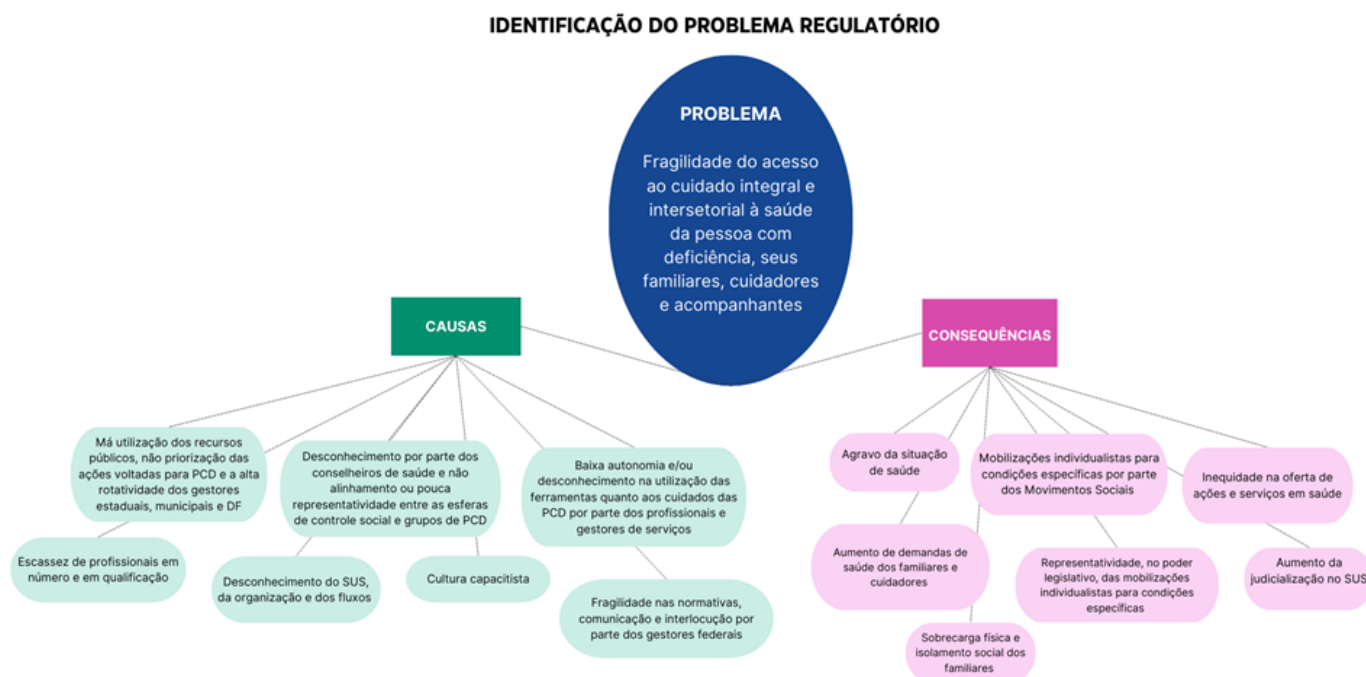 IDENTIFICAÇÃO DO PROBLEMA REGULATÓRIO
PROBLEMA
Fragilidade do acesso
ao cuidado integral e
intersetorial à saúde
da pessoa com
deficiência, seus
familiares, cuidadores
e acompanhantes
CAUSAS
Má utilização dos recursos
públicos, não priorização das
ações voltadas para PCD e a alta
rotatividade dos gestores
estaduais, municipais e DF
Desconhecimento por parte dos
conselheiros de saúde e não
alinhamento ou pouca
representatividade entre as esferas
de controle social e grupos de PCD
Baixa autonomia e/ou
desconhecimento na utilização das
ferramentas quanto aos cuidados das
PCD por parte dos profissionais e
gestores de serviços
Escassez de profissionais em
número e em qualificação
Desconhecimento do SUS,
da organização e dos fluxos
Cultura capacitista
Fragilidade nas normativas,
comunicação e interlocução por
parte dos gestores federais
CONSEQUÊNCIAS
Agravo da situação
de saúde
Mobilizações individualistas para
condições específicas por parte
dos Movimentos Sociais
Inequidade na oferta de
ações e serviços em saúde
Aumento de demandas de
saúde dos familiares e
cuidadores
Representatividade, no poder
legislativo, das mobilizações
individualistas para condições
específicas
Aumento da
judicialização no SUS
Sobrecarga física e
isolamento social dos
familiares